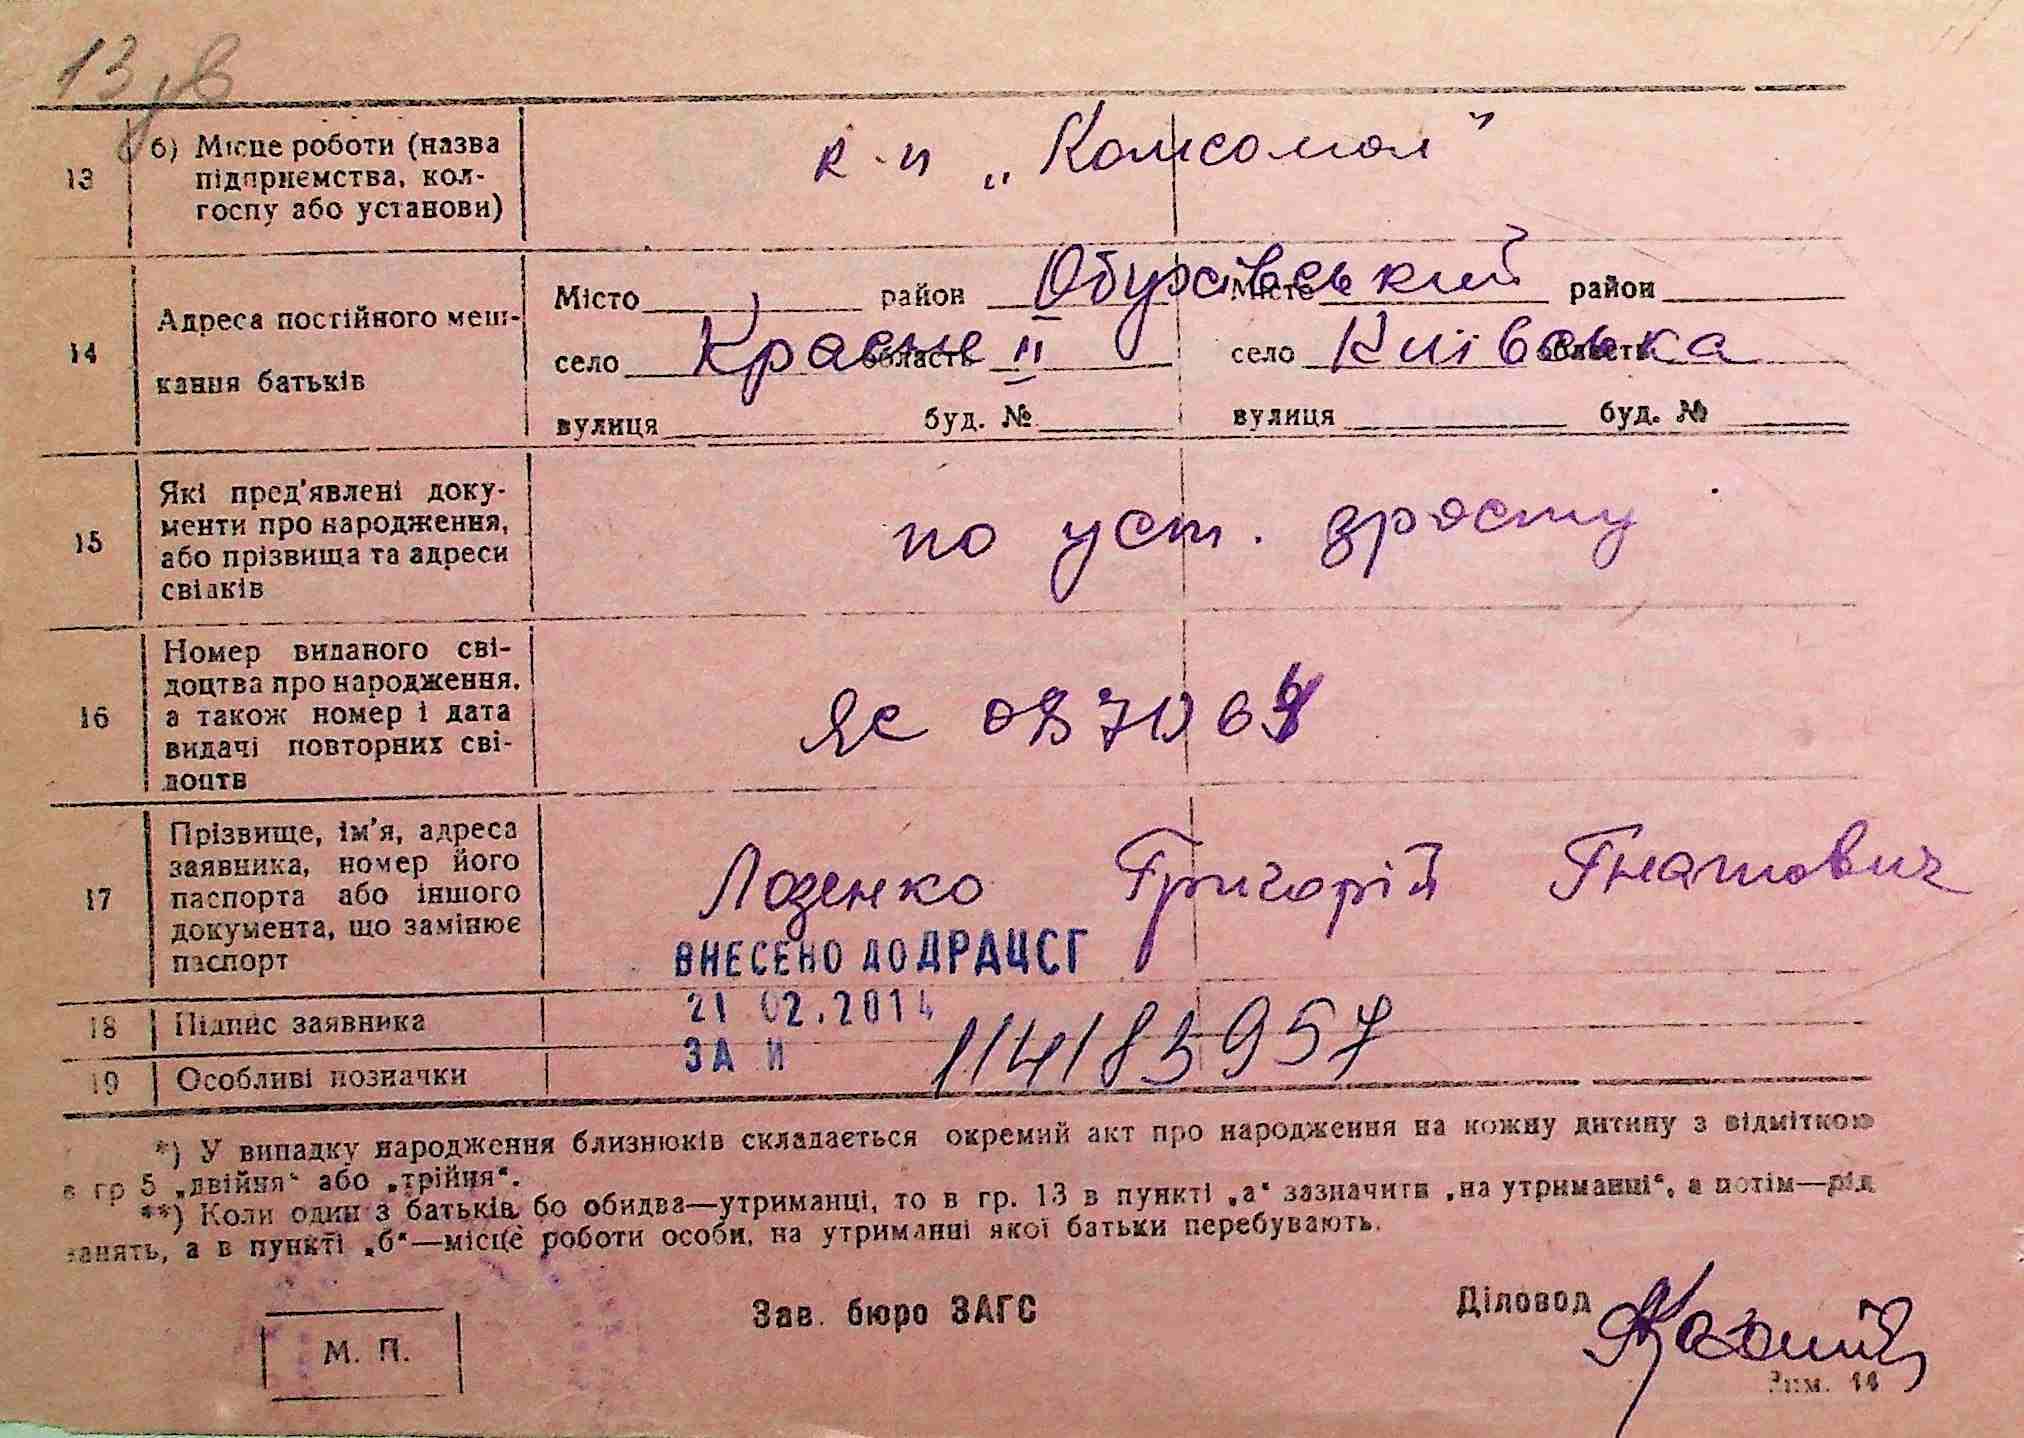 13 зв
13 б) Місце роботи (назва підприємства, колгоспу або установи) к-п „Комсомол"
14 Адреса постійного мешкання батьків
Місто район Обухівський Місто район
село Красне II область село Київська область
вулиця буд. № вулиця буд. №
15 Які пред'явлені документи про народження, або прізвища та адреси свідків по уст. зросту
16 Номер виданого свідоцтва про народження, а також номер і дата видачі повторних свідоцтв ЯС
17 Прізвище, ім'я, адреса заявника, номер його паспорта або іншого документа, що замінює паспорт Лозенко Григорій Гнатович
ВНЕСЕНО ДО ДРАЦСГ
18 Підпис заявника 21 02.2014
19 Особливі позначки ЗА И 114183957
*) У випадку народження близнюків складається окремий акт про народження на кожну дитину з відміткою
в гр 5 „двійня“ або „трійня“.
**) Коли один з батьків бо обидва—утриманці, то в гр. 13 в пункті „а“ зазначити „на утриманні“, а потім—рід
занять, а в пункті „б“—місце роботи особи, на утриманні якої батьки перебувають.
Зав. бюро ЗАГС Діловод
М. П.
Зим. 14